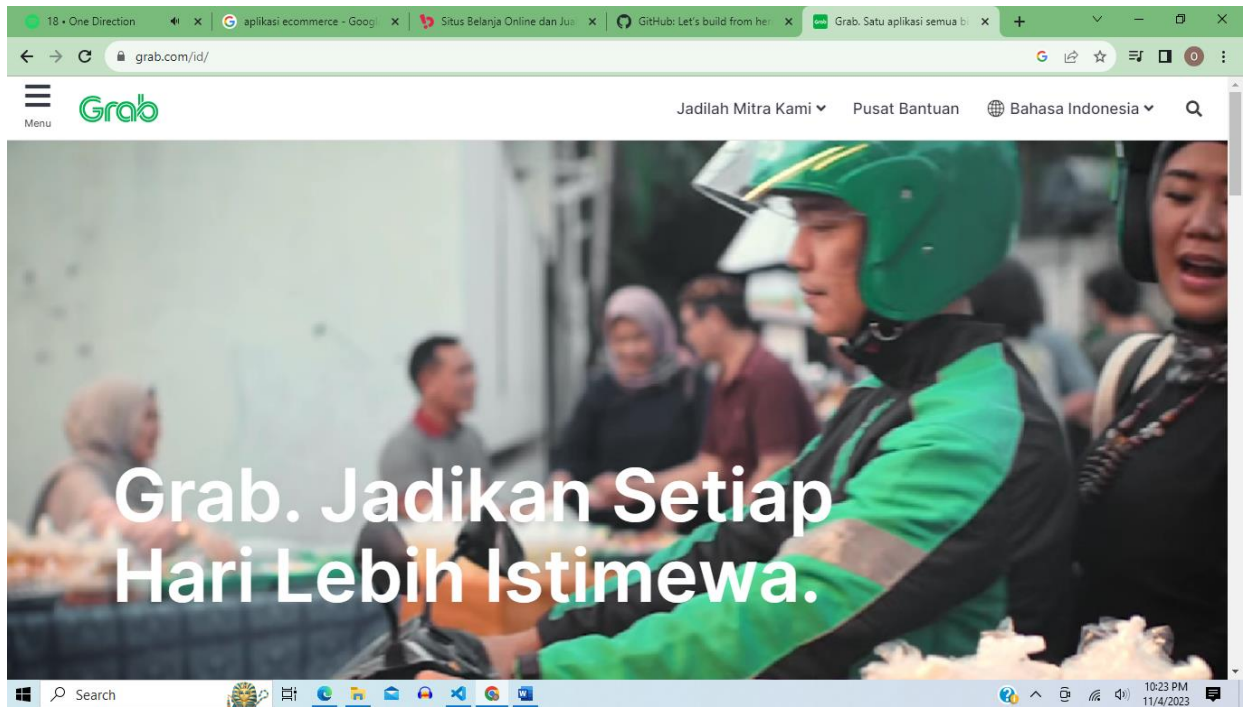 18 • One Direction
aplikasi ecommerce - Googl
Situs Belanja Online dan Jual
GitHub: Let's build from her
Grab. Satu aplikasi semua bi
grab.com/id/
O
Menu
Grab
Jadilah Mitra Kami
Pusat Bantuan
Bahasa Indonesia
Grab. Jadikan Setiap
Hari Lebih Istimewa.
Search
10:23 PM
11/4/2023